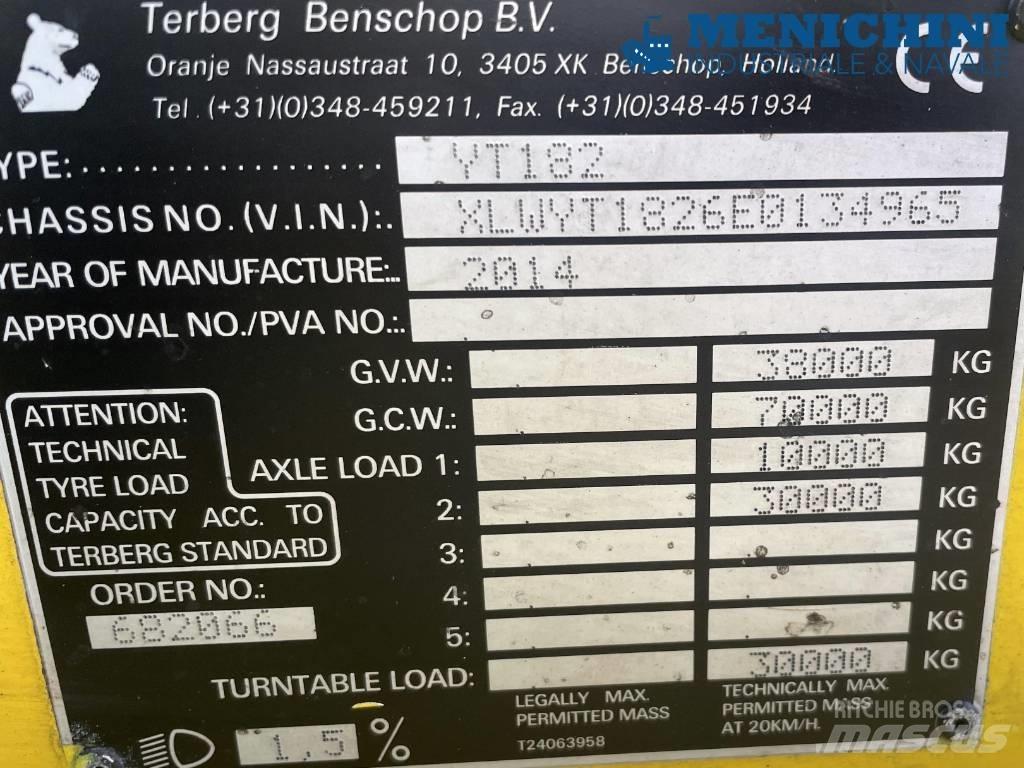 Terberg Benschop B.V.
MENICHINI
Oranje Nassaustraat 10, 3405 XK Benschop, Holland.
INDUSTRIALE & NAVALE
CE
Tel. (+31)(0)348-459211, Fax. (+31)(0)348-451934
YPE:.................. YT182
CHASSIS NO. (V.I.N.):. XLWYT1826E0134965
YEAR OF MANUFACTURE:.. 2014
APPROVAL NO./PVA NO.:.
G.V.W.: 38000 KG
G.C.W.: 70000 KG
AXLE LOAD 1: 10000 KG
2: 30000 KG
3: KG
4: KG
5: KG
TURNTABLE LOAD: 30000 KG
ATTENTION:
TECHNICAL
TYRE LOAD
CAPACITY ACC. TO
TERBERG STANDARD
ORDER NO.:
682066
LEGALLY MAX.
PERMITTED MASS
T24063958
TECHNICALLY MAX.
PERMITTED MASS
AT 20KM/H.
1,5 %
RITCHIE BROS.
mascus